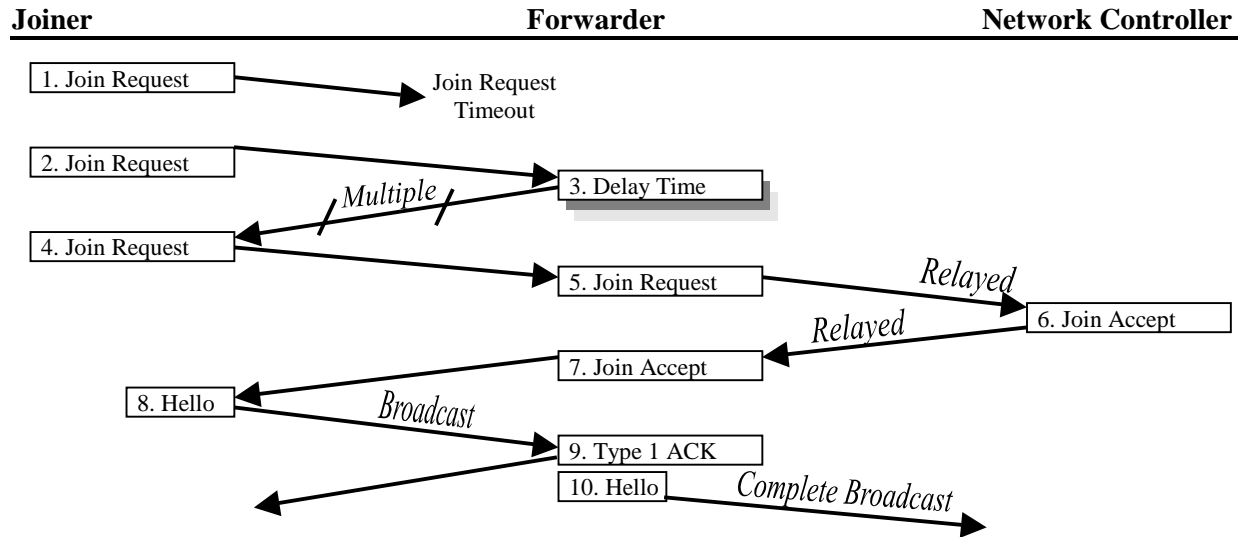 Joiner Forwarder Network Controller
1. Join Request
Join Request
Timeout
2. Join Request
3. Delay Time
Multiple
4. Join Request
5. Join Request
Relayed
6. Join Accept
Relayed
7. Join Accept
8. Hello
Broadcast
9. Type 1 ACK
10. Hello
Complete Broadcast